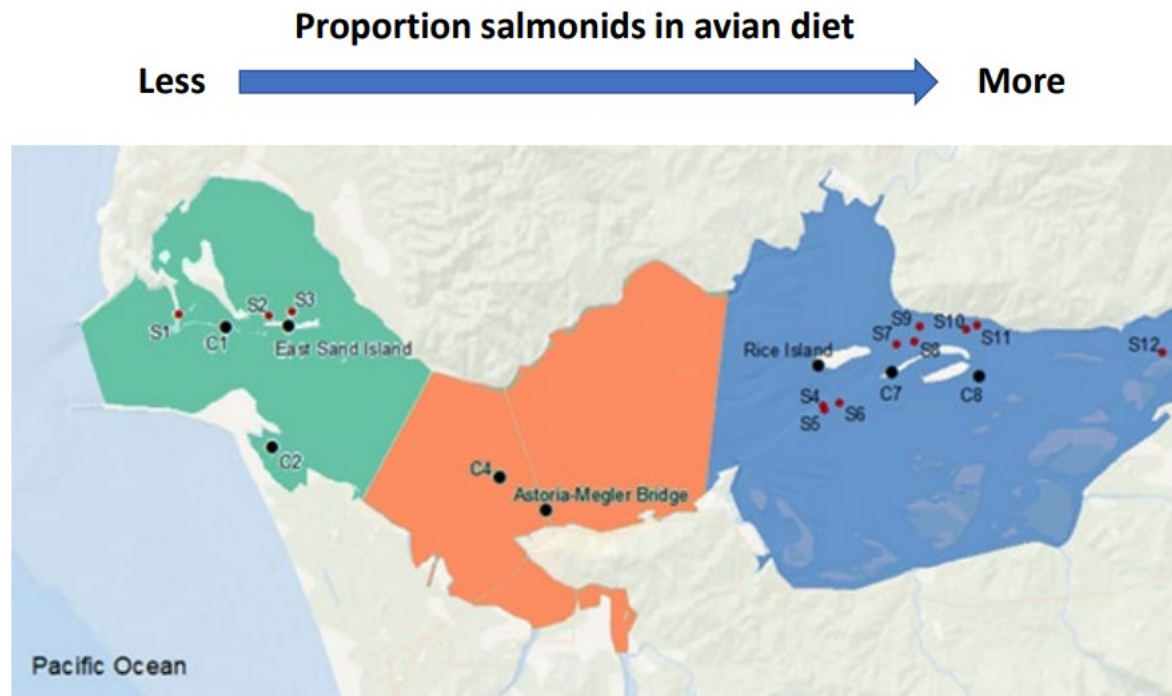 Proportion salmonids in avian diet
Less
More
S1
C1
S2
S3
East Sand Island
C2
C4
Astoria-Megler Bridge
Rice Island
S4
S5
S6
S7
S8
S9
S10
S11
C7
C8
S12
Pacific Ocean